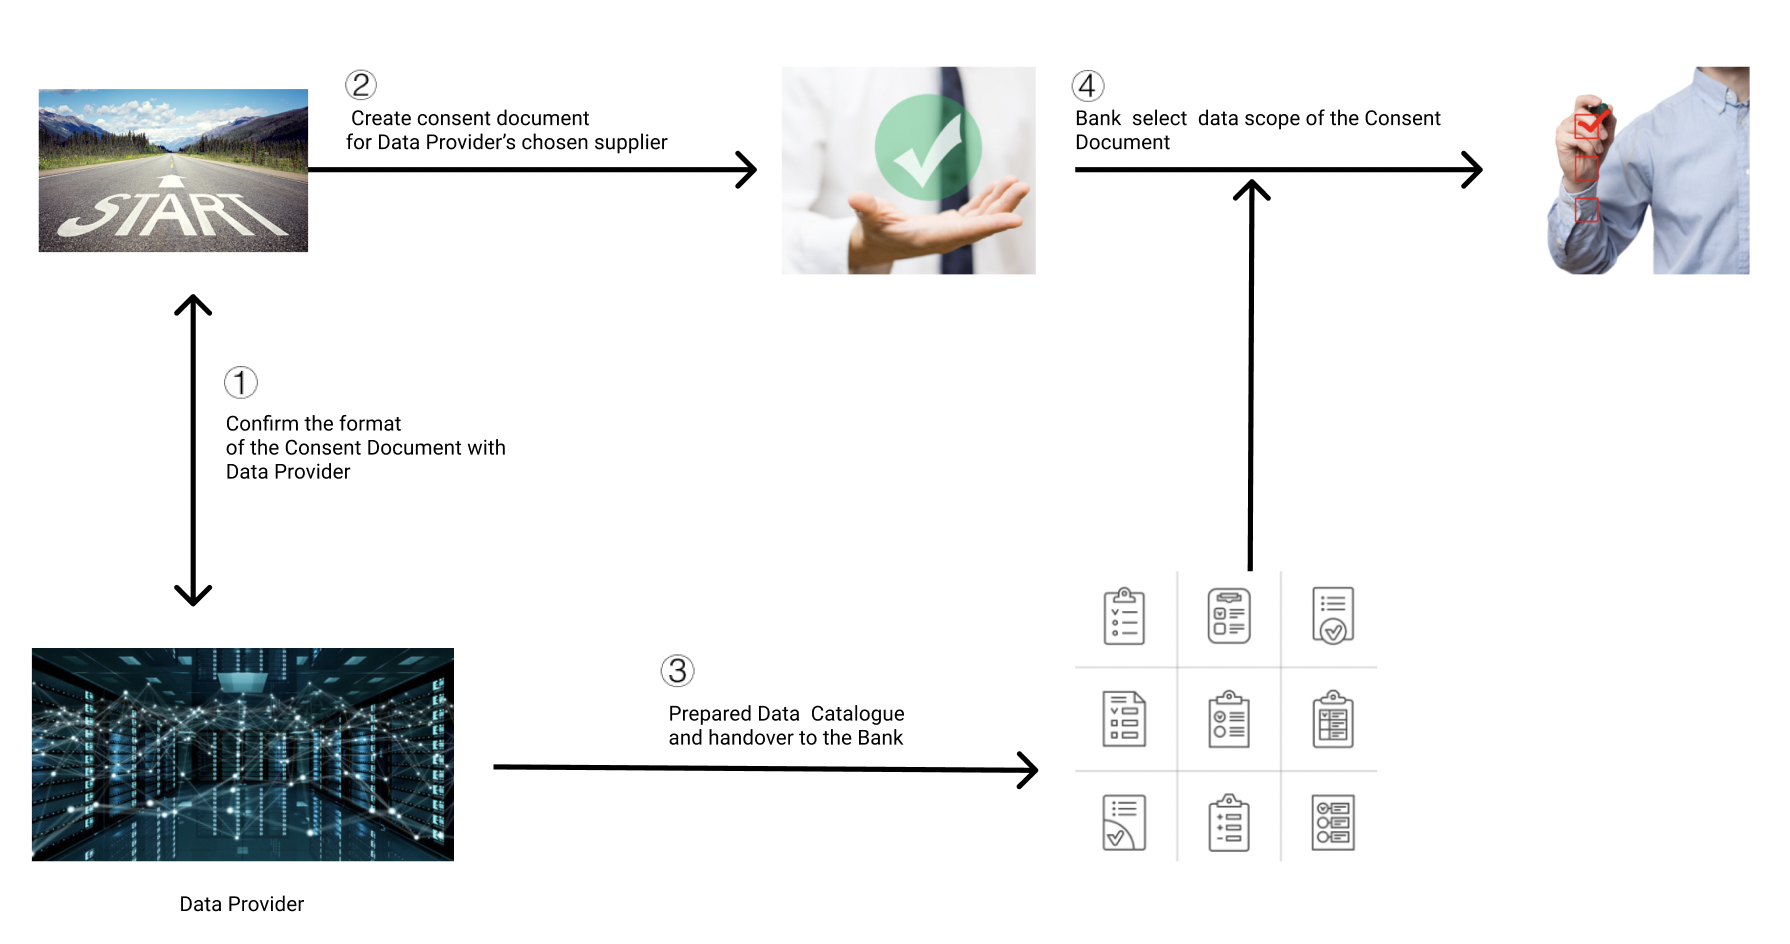 ②
Create consent document
for Data Provider's chosen supplier
④
Bank select data scope of the Consent
Document
START
①
Confirm the format
of the Consent Document with
Data Provider
③
Prepared Data Catalogue
and handover to the Bank
Data Provider